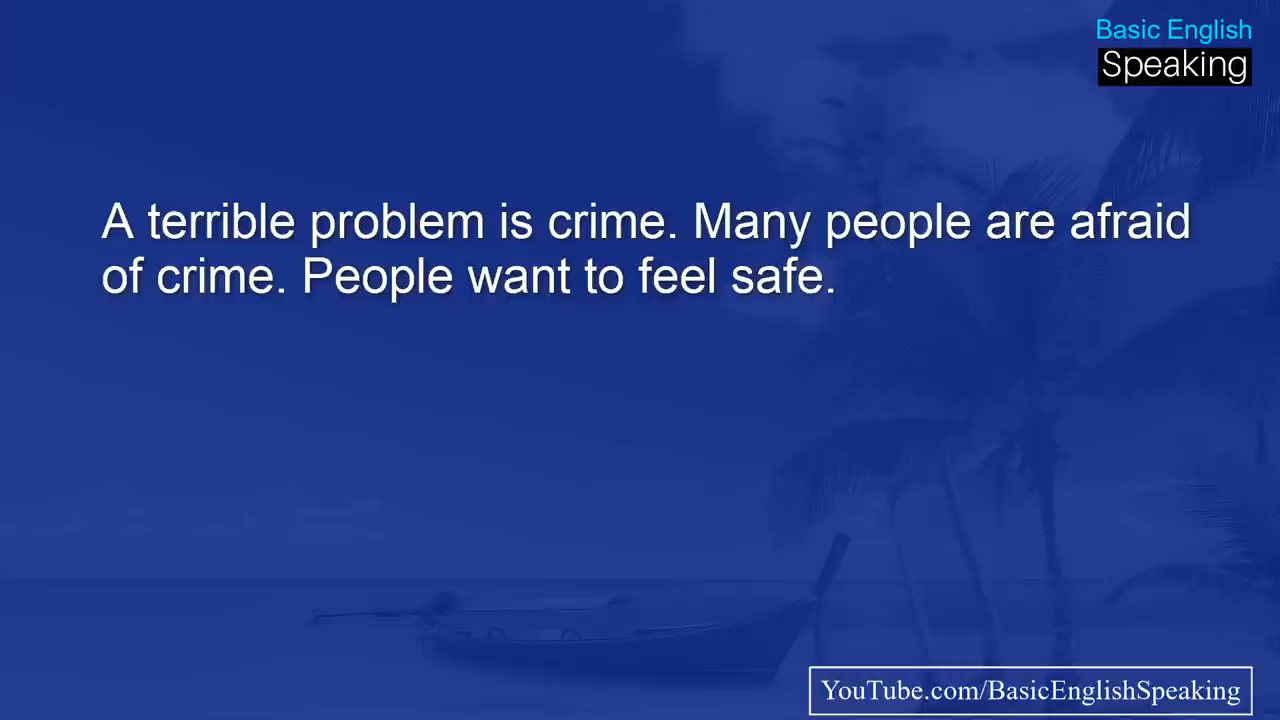 Basic English
Speaking
A terrible problem is crime. Many people are afraid
of crime. People want to feel safe.
YouTube.com/BasicEnglishSpeaking